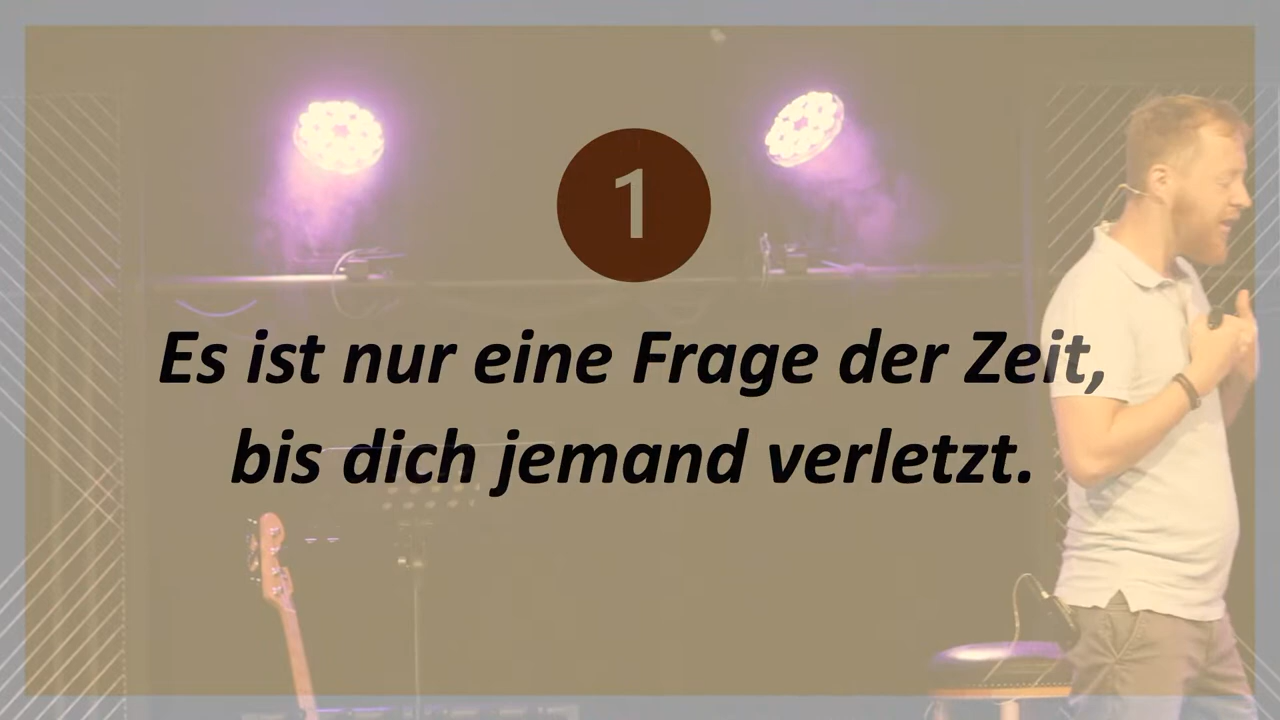 1
Es ist nur eine Frage der Zeit,
bis dich jemand verletzt.